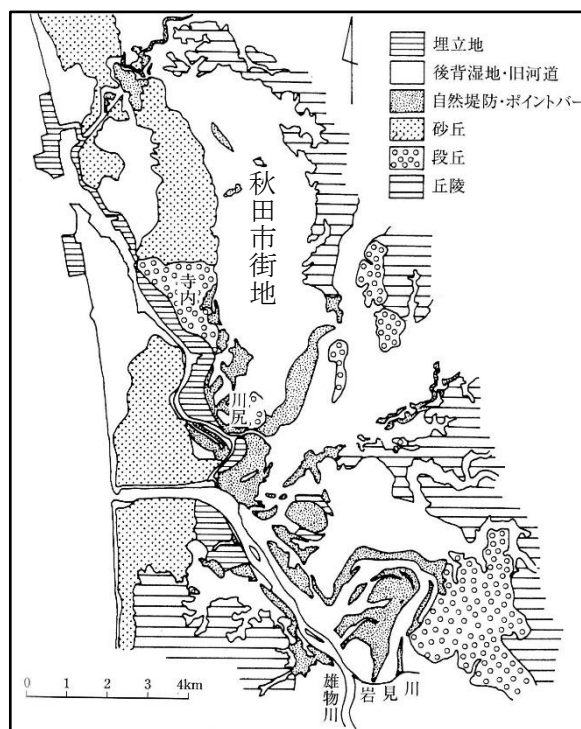 埋立地
後背湿地・旧河道
自然堤防・ポイントバー
砂丘
段丘
丘陵
秋田市街地
寺内
川尻
0 1 2 4km
雄物川
岩見川